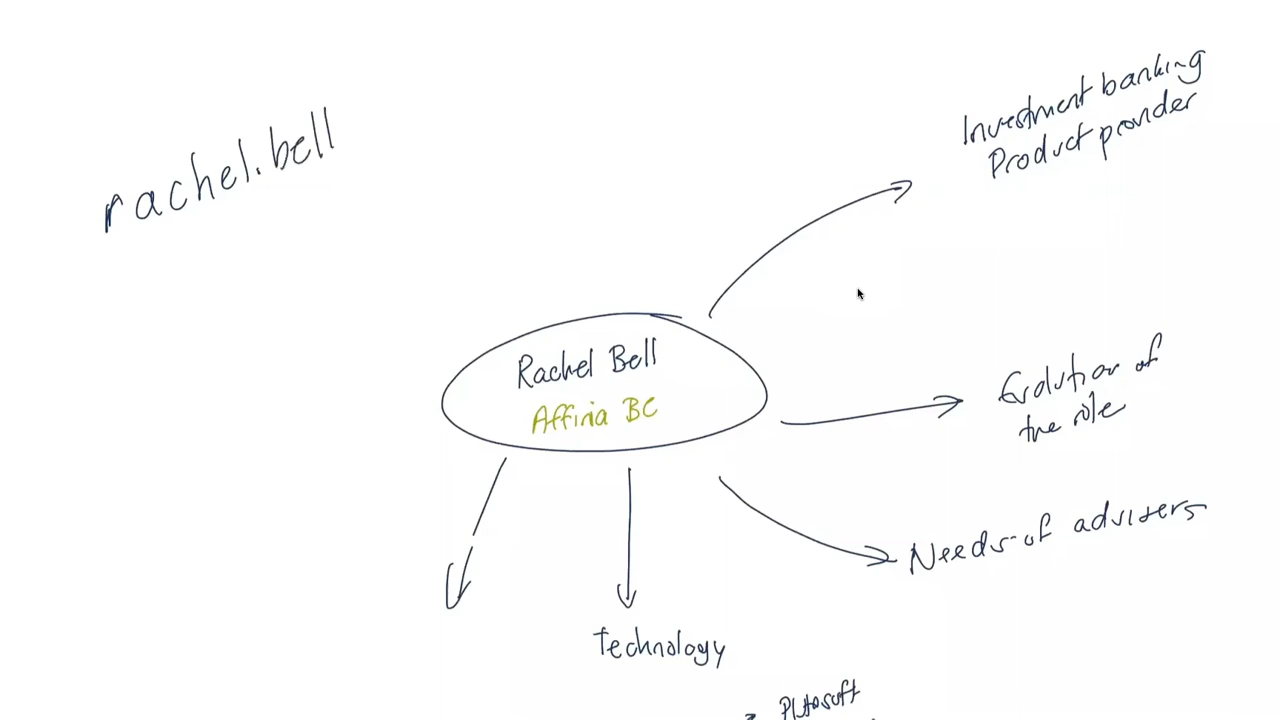 Investment banking
Product provider
rachel.bell
Rachel Bell
Affinia BC
Evolution of
the role
Needs of advisers
Technology
Plutosoft